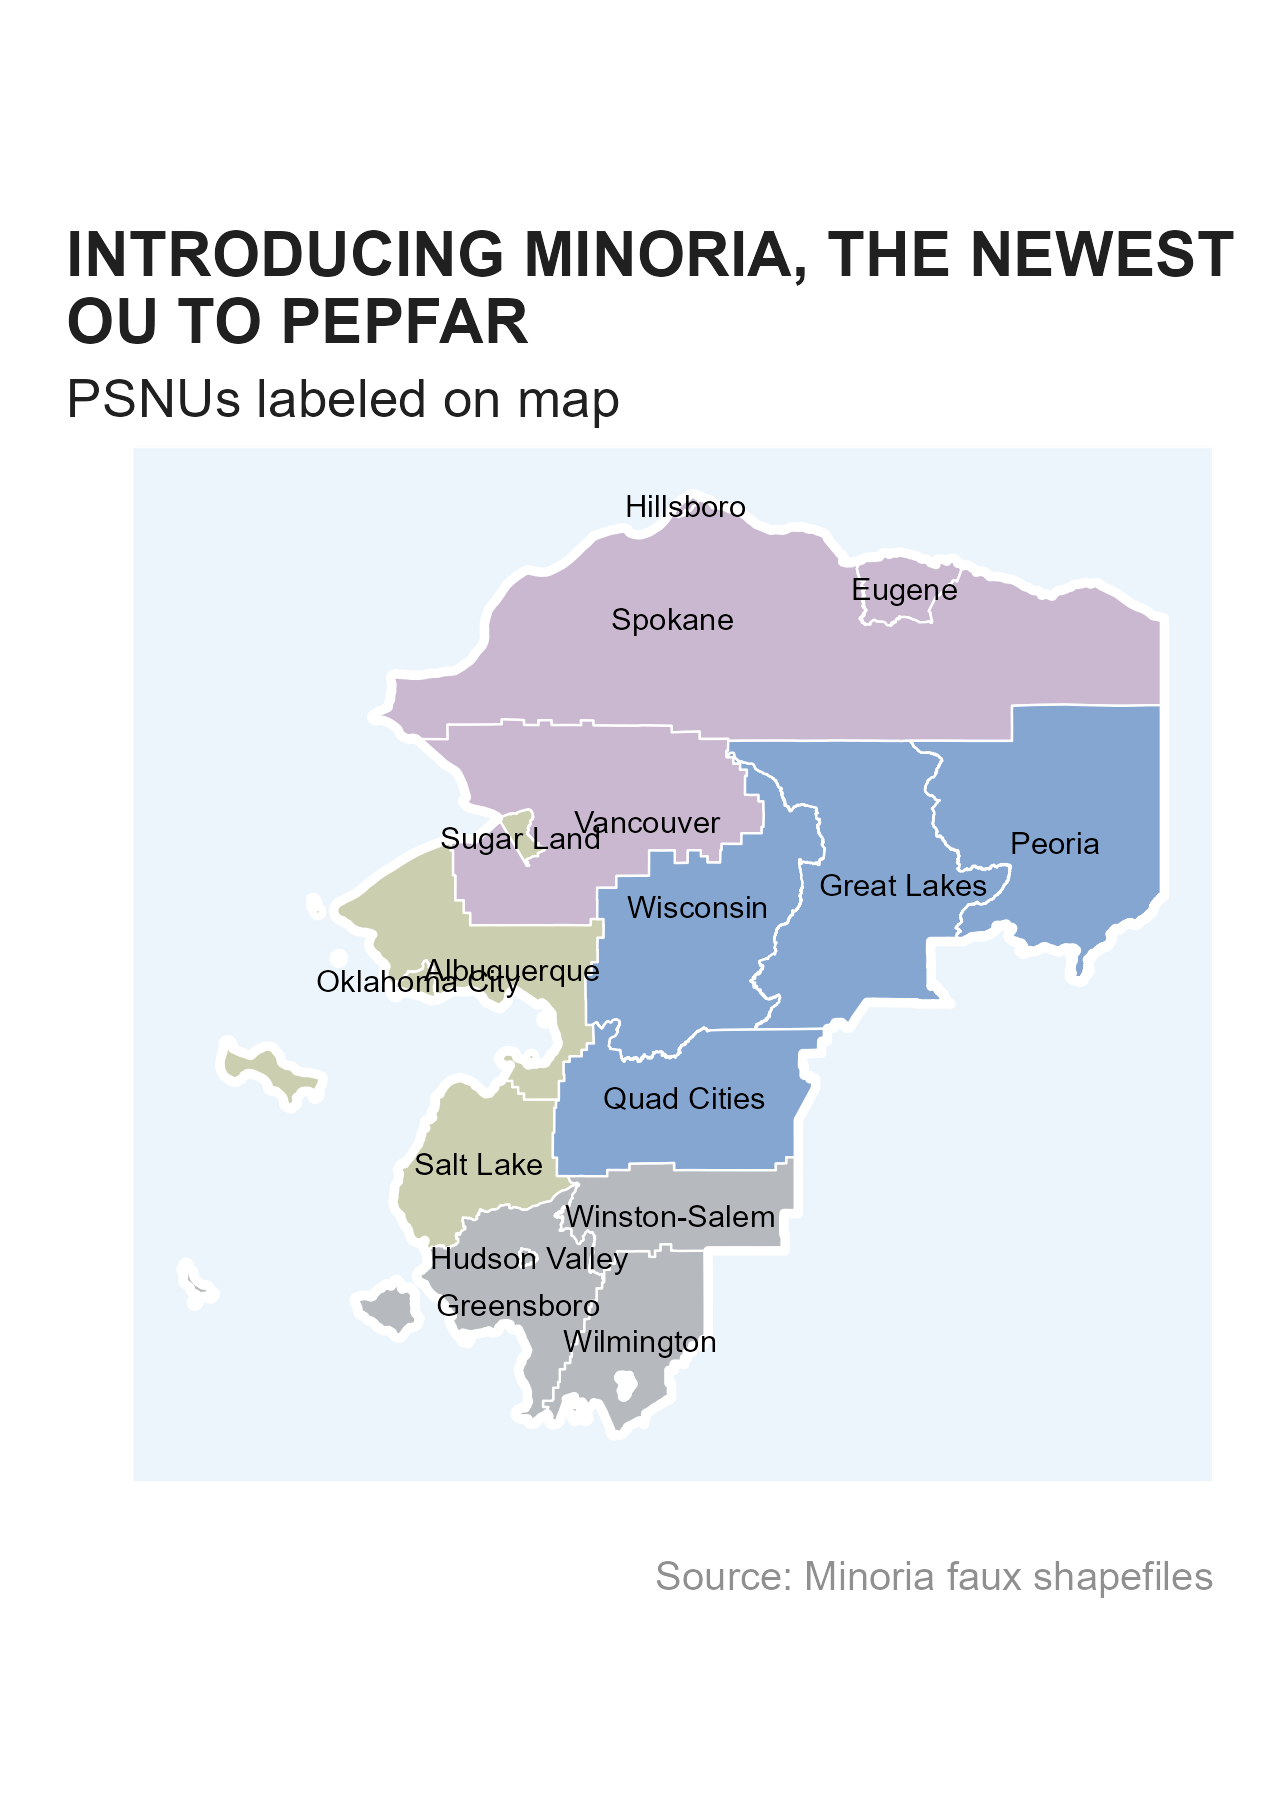 INTRODUCING MINORIA, THE NEWEST
OU TO PEPFAR
PSNUs labeled on map
Hillsboro
Eugene
Spokane
Vancouver
Sugar Land
Peoria
Great Lakes
Wisconsin
Albuquerque
Oklahoma City
Quad Cities
Salt Lake
Winston-Salem
Hudson Valley
Greensboro
Wilmington
Source: Minoria faux shapefiles